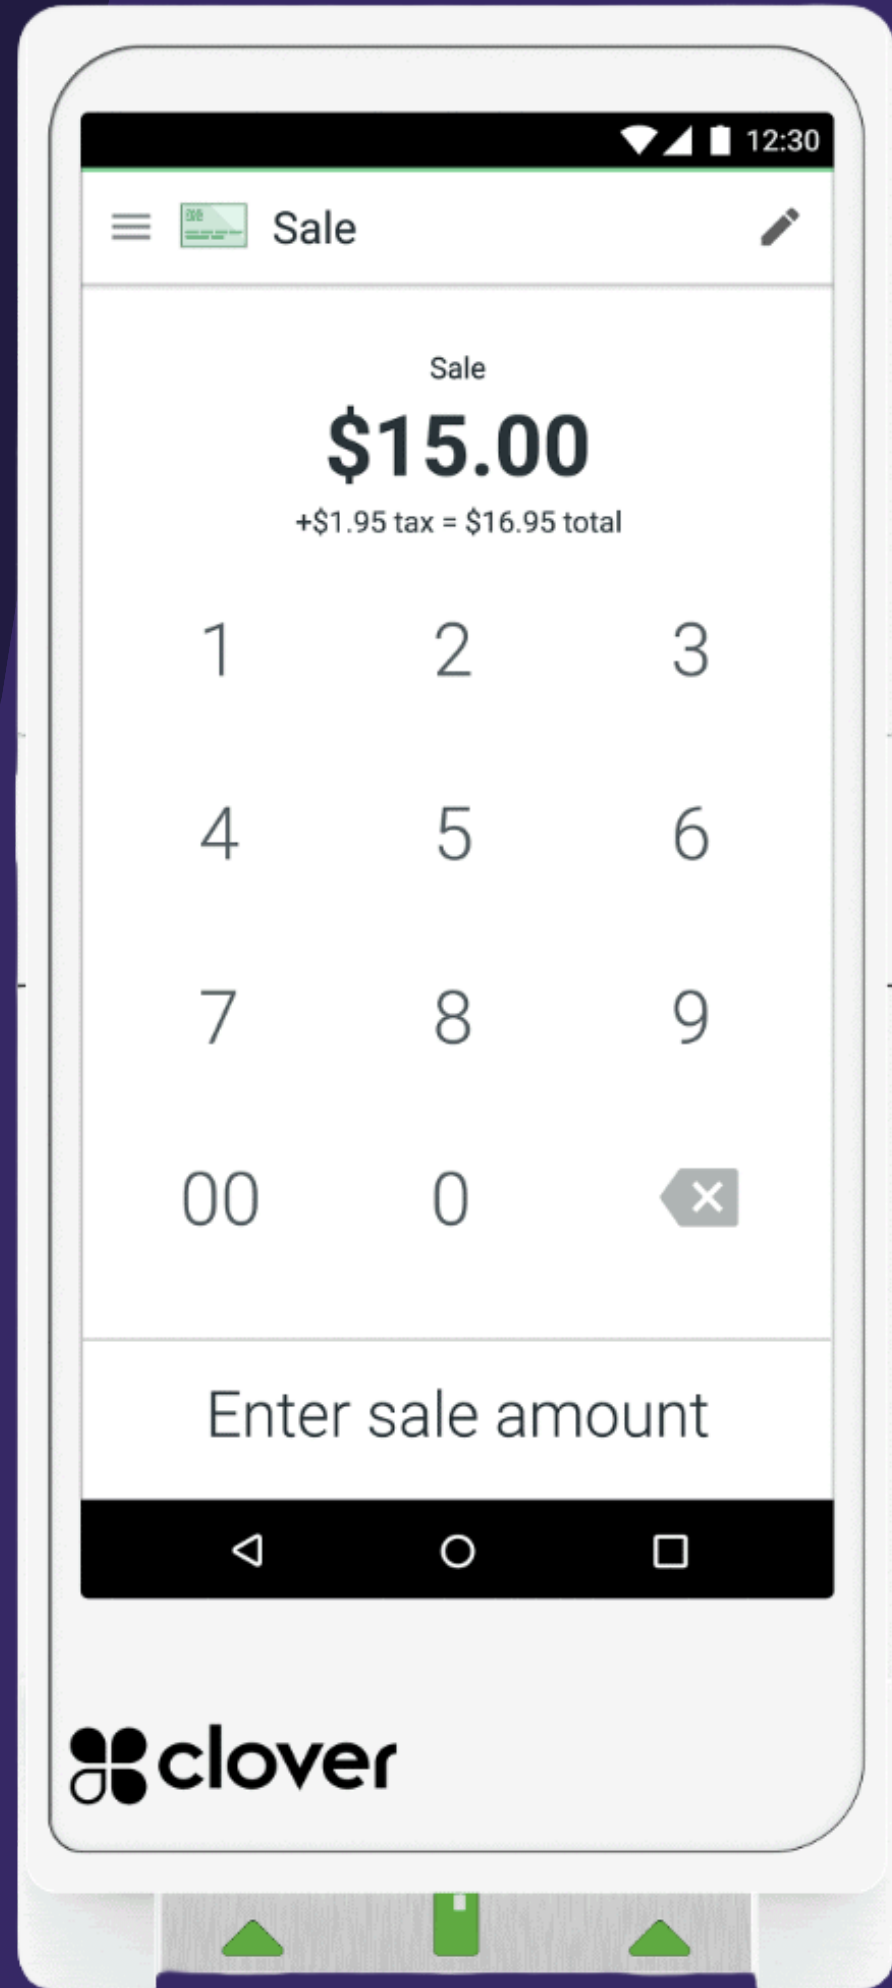 12:30
Sale
Sale
$15.00
+$1.95 tax = $16.95 total
1 2 3
4 5 6
7 8 9
00 0
Enter sale amount
clover